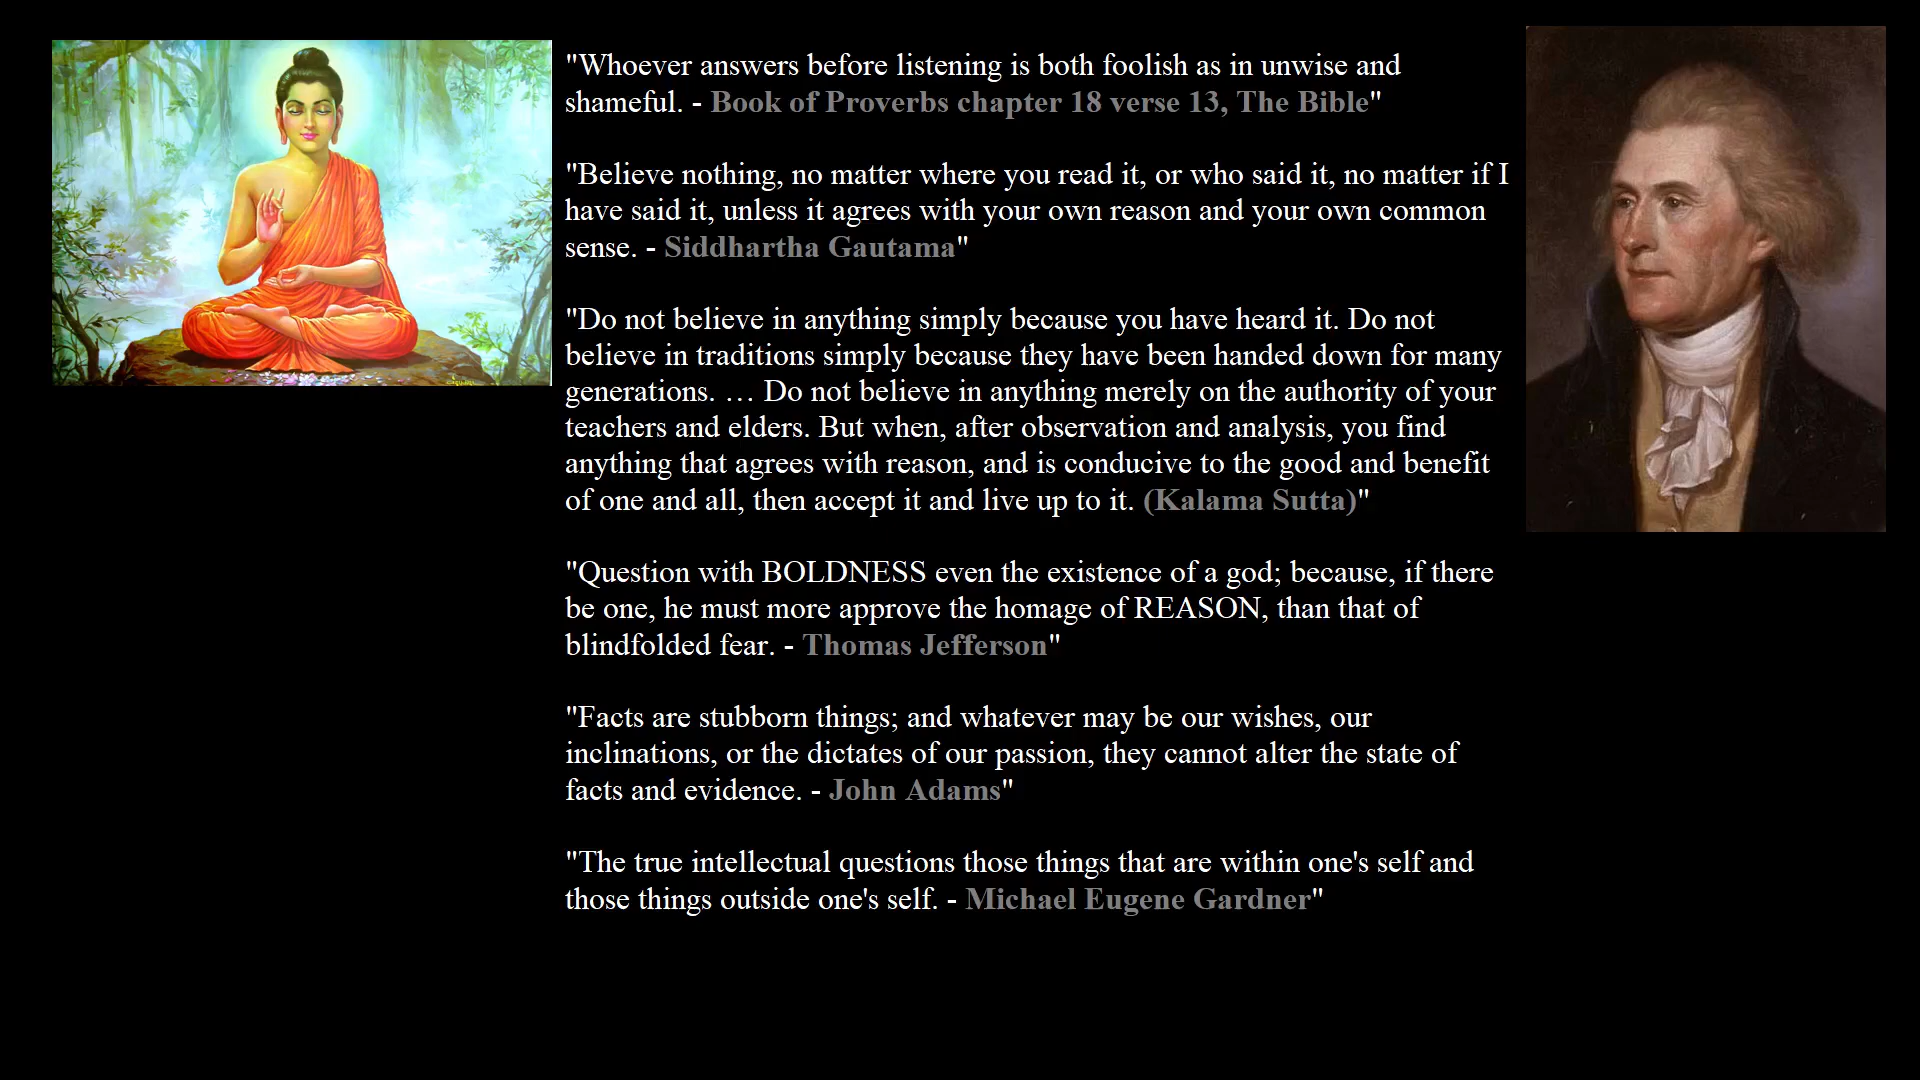 "Whoever answers before listening is both foolish as in unwise and
shameful. - Book of Proverbs chapter 18 verse 13, The Bible"
"Believe nothing, no matter where you read it, or who said it, no matter if I
have said it, unless it agrees with your own reason and your own common
sense. - Siddhartha Gautama"
"Do not believe in anything simply because you have heard it. Do not
believe in traditions simply because they have been handed down for many
generations. … Do not believe in anything merely on the authority of your
teachers and elders. But when, after observation and analysis, you find
anything that agrees with reason, and is conducive to the good and benefit
of one and all, then accept it and live up to it. (Kalama Sutta)"
"Question with BOLDNESS even the existence of a god; because, if there
be one, he must more approve the homage of REASON, than that of
blindfolded fear. - Thomas Jefferson"
"Facts are stubborn things; and whatever may be our wishes, our
inclinations, or the dictates of our passion, they cannot alter the state of
facts and evidence. - John Adams"
"The true intellectual questions those things that are within one's self and
those things outside one's self. - Michael Eugene Gardner"